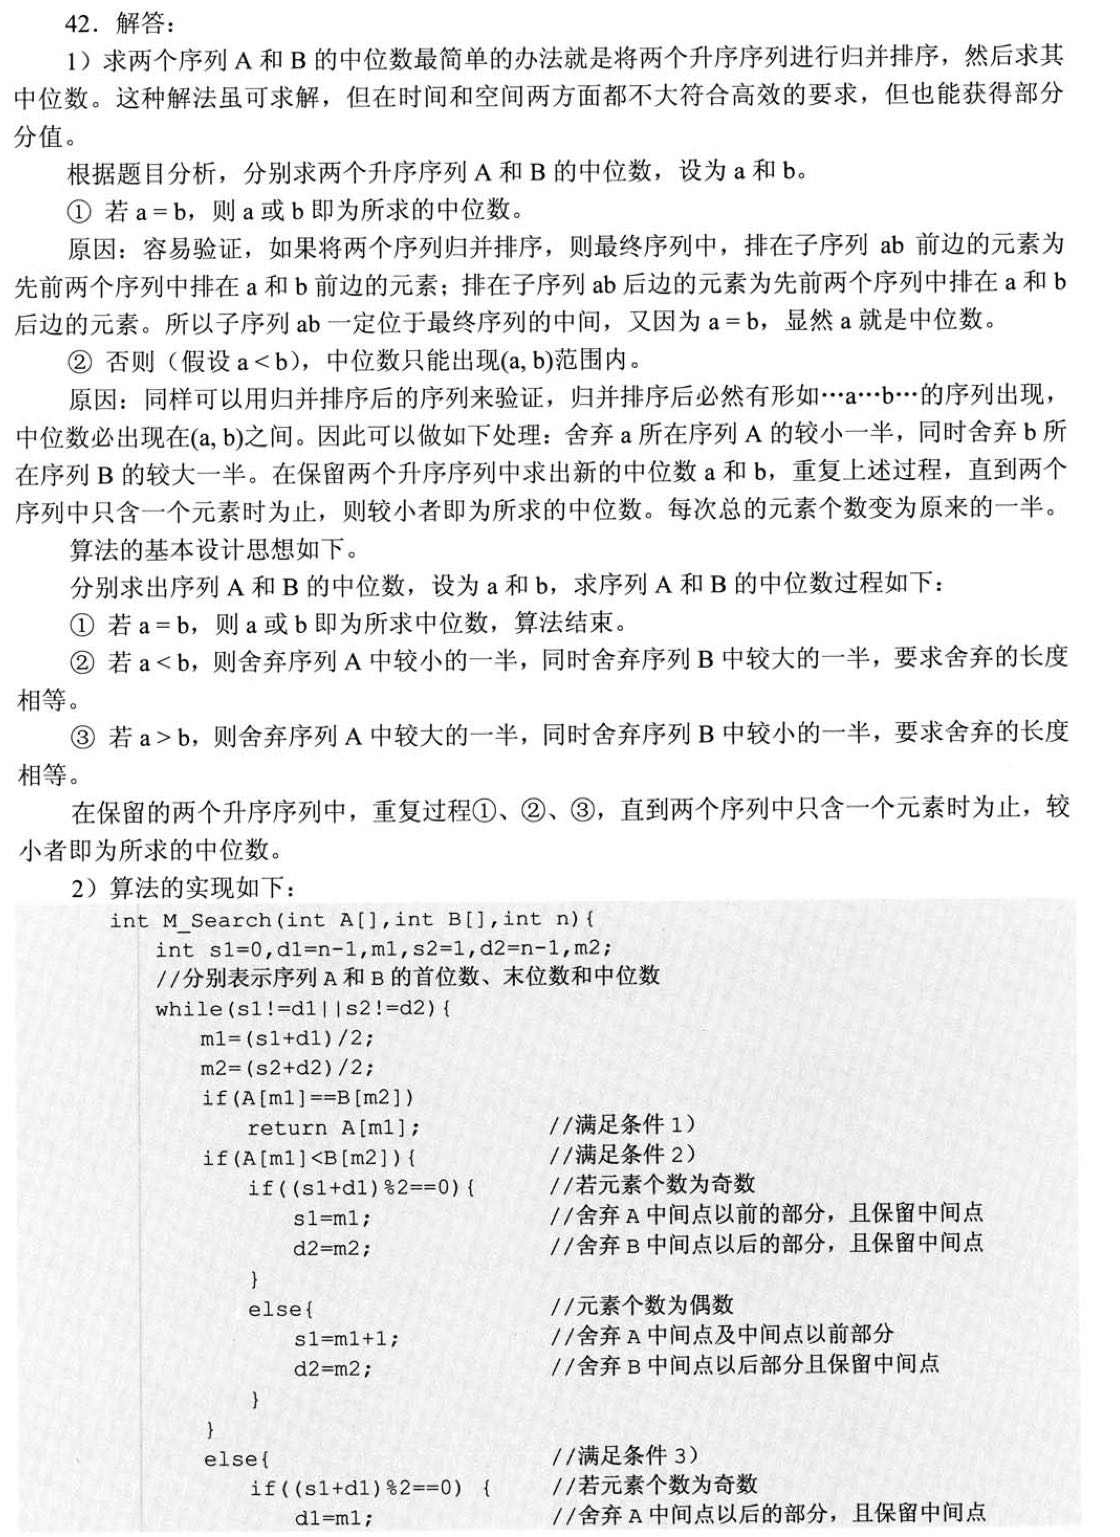 42．解答：
1）求两个序列 A 和 B 的中位数最简单的办法就是将两个升序序列进行归并排序，然后求其
中位数。这种解法虽可求解，但在时间和空间两方面都不大符合高效的要求，但也能获得部分
分值。
根据题目分析，分别求两个升序序列 A 和 B 的中位数，设为 a 和 b。
① 若 a = b，则 a 或 b 即为所求的中位数。
原因：容易验证，如果将两个序列归并排序，则最终序列中，排在子序列 ab 前边的元素为
先前两个序列中排在 a 和 b 前边的元素；排在子序列 ab 后边的元素为先前两个序列中排在 a 和 b
后边的元素。所以子序列 ab 一定位于最终序列的中间，又因为 a = b，显然 a 就是中位数。
② 否则（假设 a < b），中位数只能出现(a, b)范围内。
原因：同样可以用归并排序后的序列来验证，归并排序后必然有形如…a…b…的序列出现，
中位数必出现在(a, b)之间。因此可以做如下处理：舍弃 a 所在序列 A 的较小一半，同时舍弃 b 所
在序列 B 的较大一半。在保留两个升序序列中求出新的中位数 a 和 b，重复上述过程，直到两个
序列中只含一个元素时为止，则较小者即为所求的中位数。每次总的元素个数变为原来的一半。
算法的基本设计思想如下。
分别求出序列 A 和 B 的中位数，设为 a 和 b，求序列 A 和 B 的中位数过程如下：
① 若 a = b，则 a 或 b 即为所求中位数，算法结束。
② 若 a < b，则舍弃序列 A 中较小的一半，同时舍弃序列 B 中较大的一半，要求舍弃的长度
相等。
③ 若 a > b，则舍弃序列 A 中较大的一半，同时舍弃序列 B 中较小的一半，要求舍弃的长度
相等。
在保留的两个升序序列中，重复过程①、②、③，直到两个序列中只含一个元素时为止，较
小者即为所求的中位数。
2）算法的实现如下：
int M_Search(int A[],int B[],int n){
int s1=0,d1=n-1,m1,s2=1,d2=n-1,m2;
//分别表示序列 A 和 B 的首位数、末位数和中位数
while(s1!=d1||s2!=d2){
m1=(s1+d1)/2;
m2=(s2+d2)/2;
if(A[m1]==B[m2])
return A[m1]; //满足条件 1）
if(A[m1]<B[m2]){ //满足条件 2）
if((s1+d1)%2==0){ //若元素个数为奇数
s1=m1; //舍弃 A 中间点以前的部分，且保留中间点
d2=m2; //舍弃 B 中间点以后的部分，且保留中间点
}
else{ //元素个数为偶数
s1=m1+1; //舍弃 A 中间点及中间点以前部分
d2=m2; //舍弃 B 中间点以后部分且保留中间点
}
}
else{ //满足条件 3）
if((s1+d1)%2==0) { //若元素个数为奇数
d1=m1; //舍弃 A 中间点以后的部分，且保留中间点